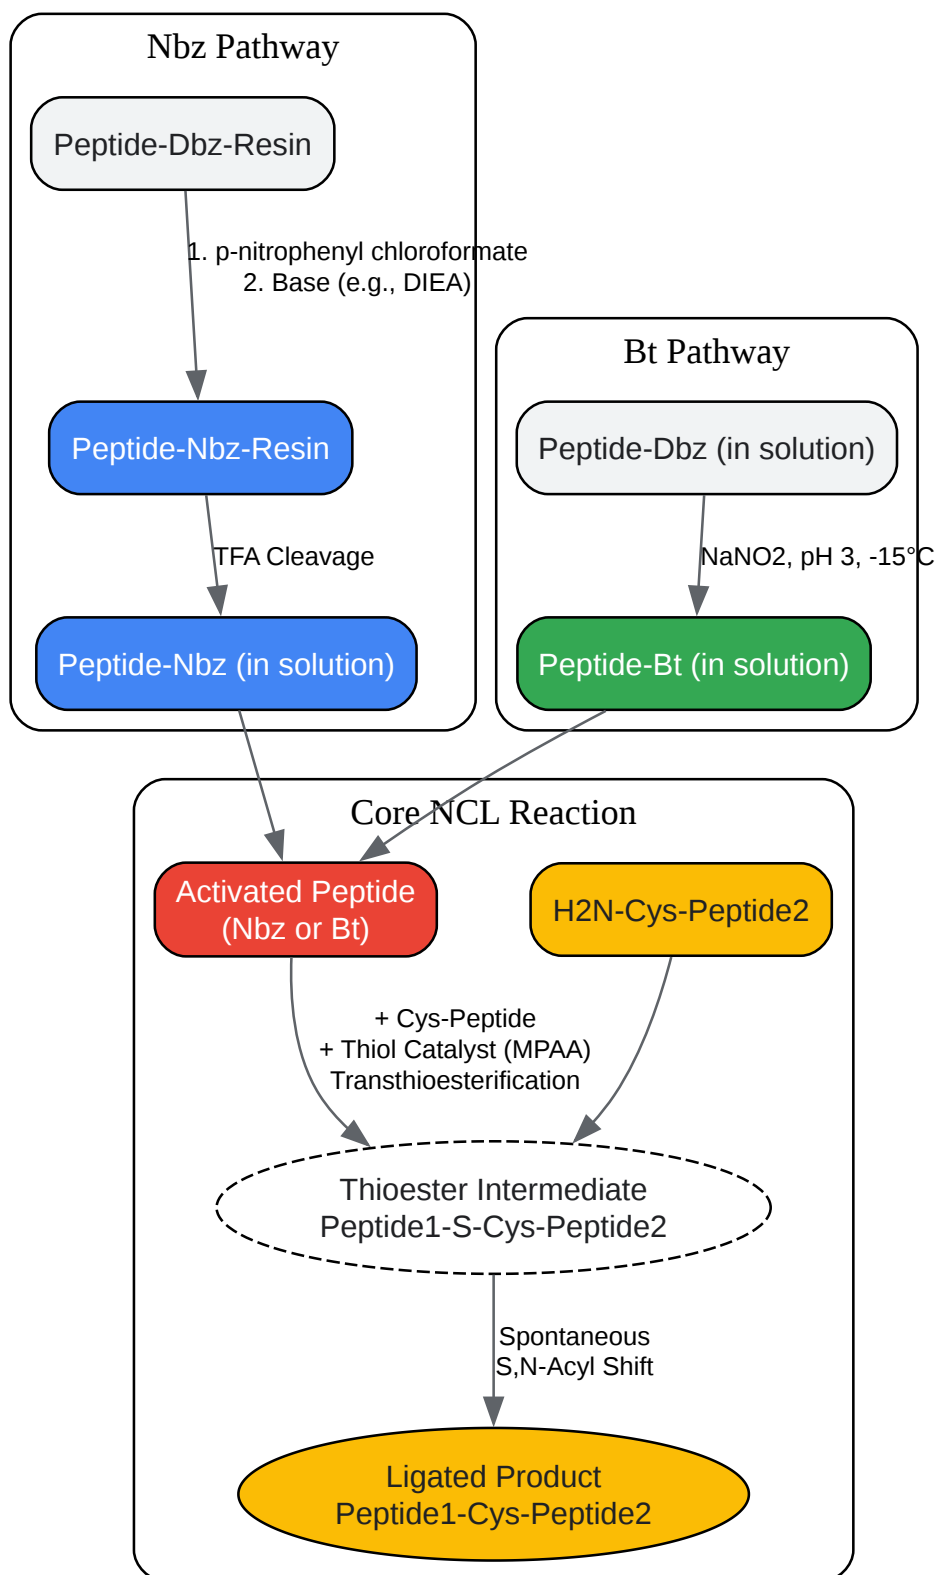 Nbz Pathway
Peptide-Dbz-Resin
1. p-nitrophenyl chloroformate
2. Base (e.g., DIEA)
Peptide-Nbz-Resin
TFA Cleavage
Peptide-Nbz (in solution)
Bt Pathway
Peptide-Dbz (in solution)
NaNO2, pH 3, -15°C
Peptide-Bt (in solution)
Core NCL Reaction
Activated Peptide
(Nbz or Bt)
H2N-Cys-Peptide2
+ Cys-Peptide
+ Thiol Catalyst (MPAA)
Transthioesterification
Thioester Intermediate
Peptide1-S-Cys-Peptide2
Spontaneous
S,N-Acyl Shift
Ligated Product
Peptide1-Cys-Peptide2